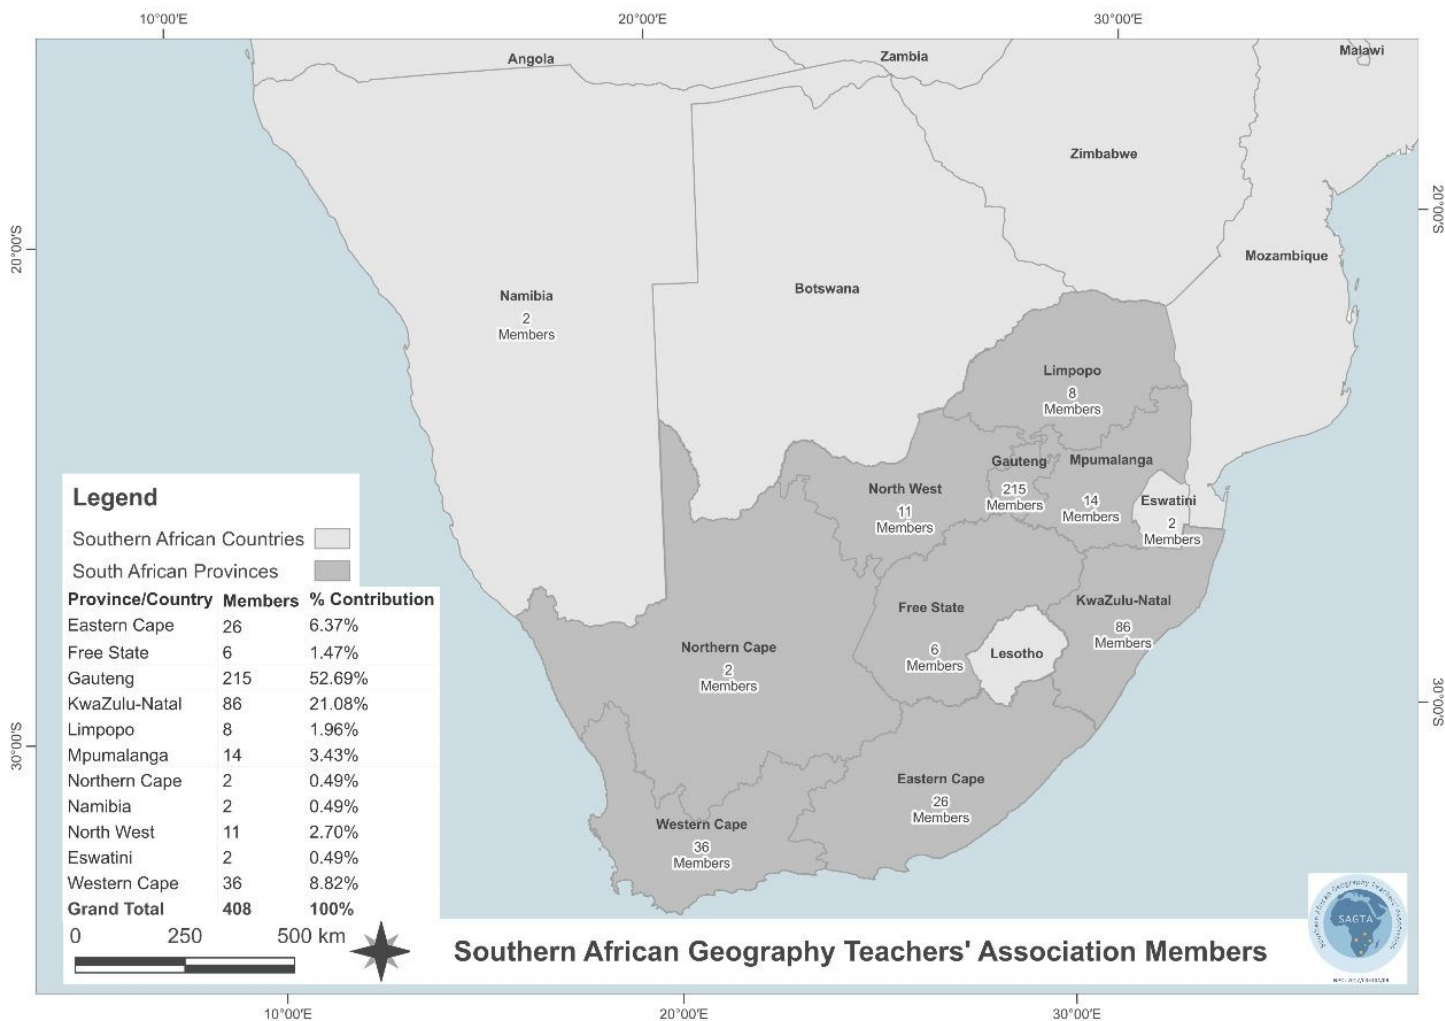 10°00'E 20°00'E 30°00'E
Angola
Zambia
Malawi
Zimbabwe
20°00'S
20°00'S
Mozambique
Namibia
2
Members
Botswana
Limpopo
8
Members
Gauteng
215
Members
Mpumalanga
14
Members
North West
11
Members
Eswatini
2
Members
Free State
6
Members
KwaZulu-Natal
86
Members
Lesotho
Northern Cape
2
Members
30°00'S
30°00'S
Eastern Cape
26
Members
Western Cape
36
Members
Legend
Southern African Countries
South African Provinces
Province/Country Members % Contribution
Eastern Cape 26 6.37%
Free State 6 1.47%
Gauteng 215 52.69%
KwaZulu-Natal 86 21.08%
Limpopo 8 1.96%
Mpumalanga 14 3.43%
Northern Cape 2 0.49%
Namibia 2 0.49%
North West 11 2.70%
Eswatini 2 0.49%
Western Cape 36 8.82%
Grand Total 408 100%
0 250 500 km
Southern African Geography Teachers' Association Members
Southern African Geography Teachers' Association
SAGTA
10°00'E 20°00'E 30°00'E